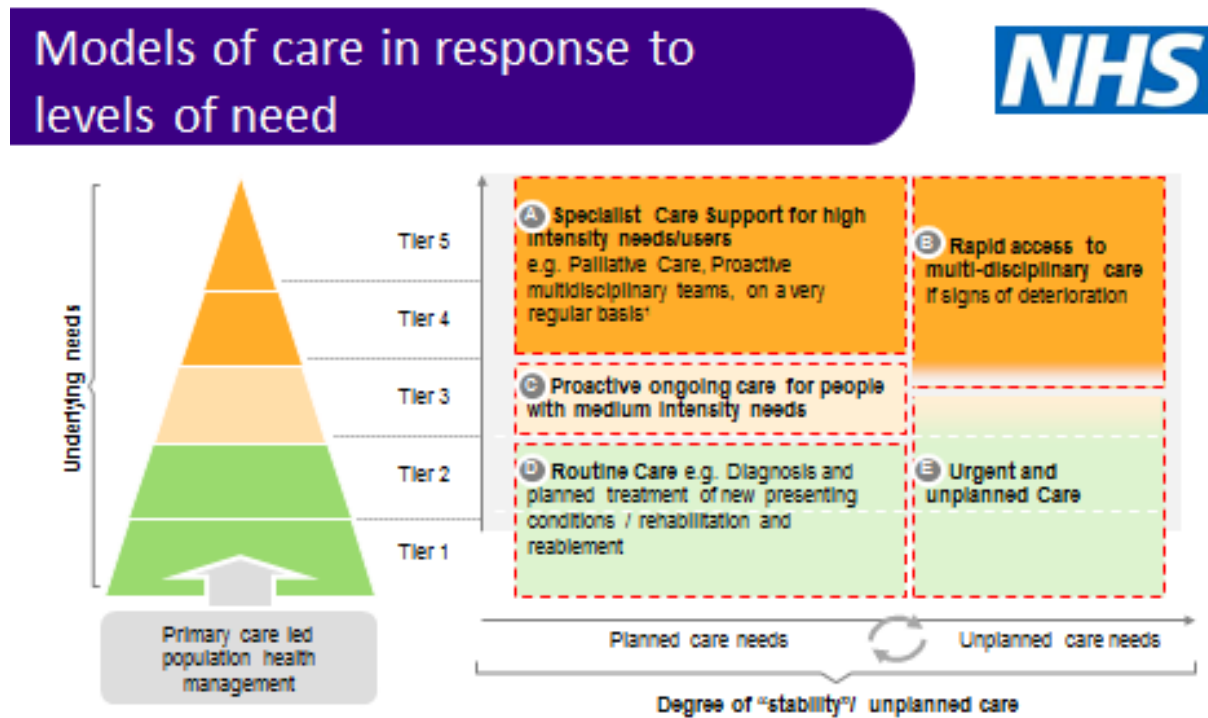 Models of care in response to
levels of need
NHS
Underlying needs
Tier 5
Tier 4
Tier 3
Tier 2
Tier 1
Primary care led
population health
management
A Specialist Care Support for high
intensity needs/users
e.g. Palliative Care, Proactive
multidisciplinary teams, on a very
regular basis¹
B Rapid access to
multi-disciplinary care
if signs of deterioration
C Proactive ongoing care for people
with medium intensity needs
D Routine Care e.g. Diagnosis and
planned treatment of new presenting
conditions / rehabilitation and
reablement
E Urgent and
unplanned Care
Planned care needs
Unplanned care needs
Degree of “stability”/ unplanned care